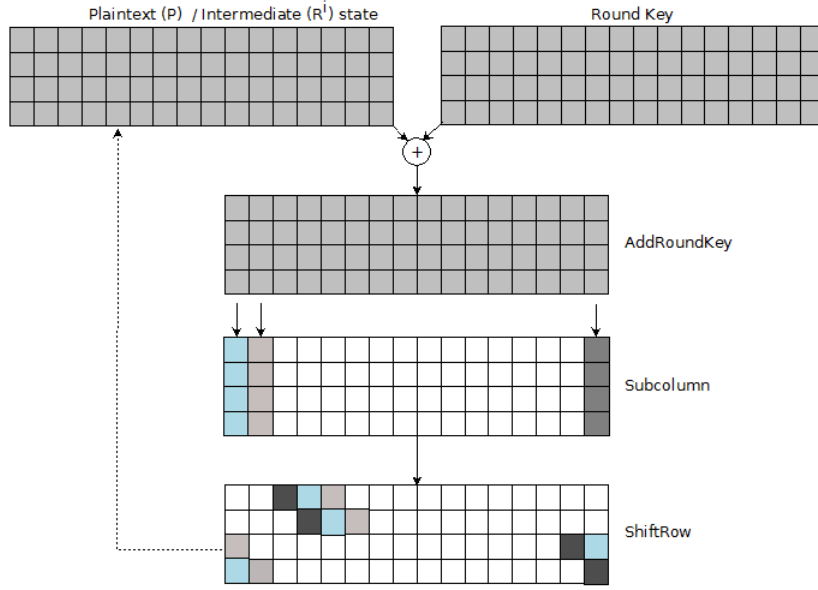 Plaintext (P) / Intermediate (R^i) state
Round Key
+
AddRoundKey
Subcolumn
ShiftRow